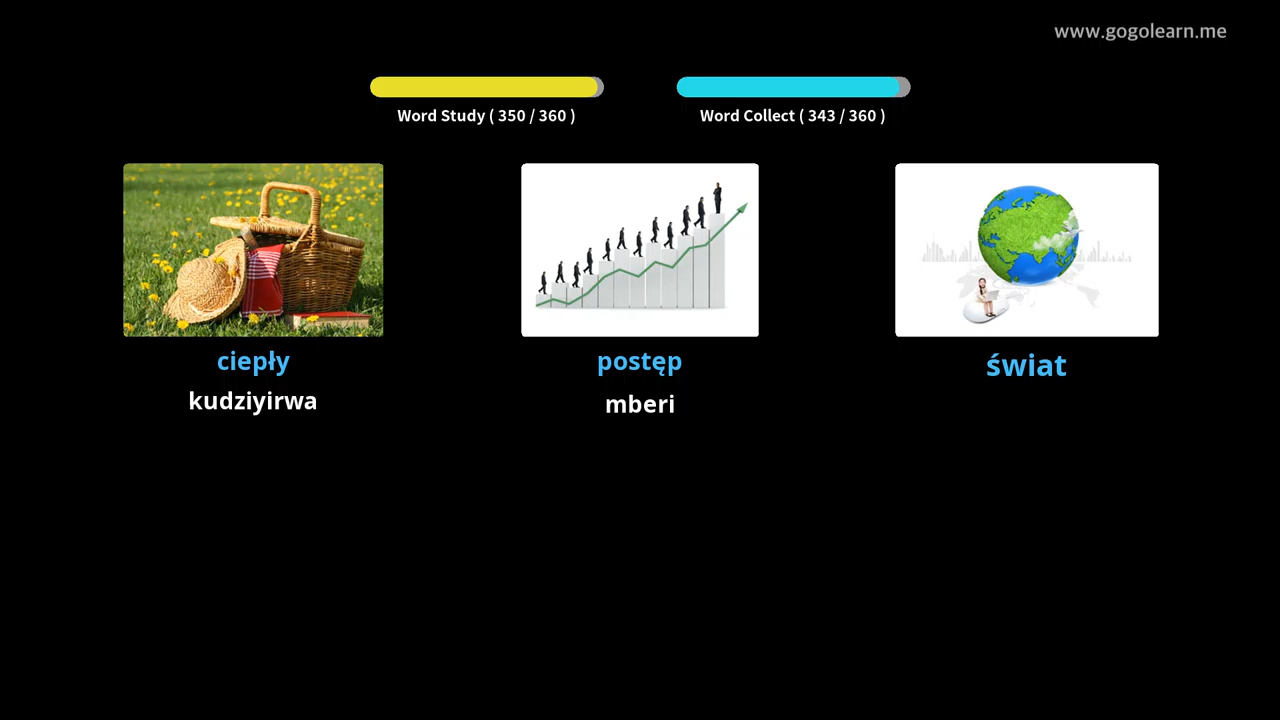 www.gogolearn.me
Word Study ( 350 / 360 )
Word Collect ( 343 / 360 )
ciepły
kudziyirwa
postęp
mberi
świat